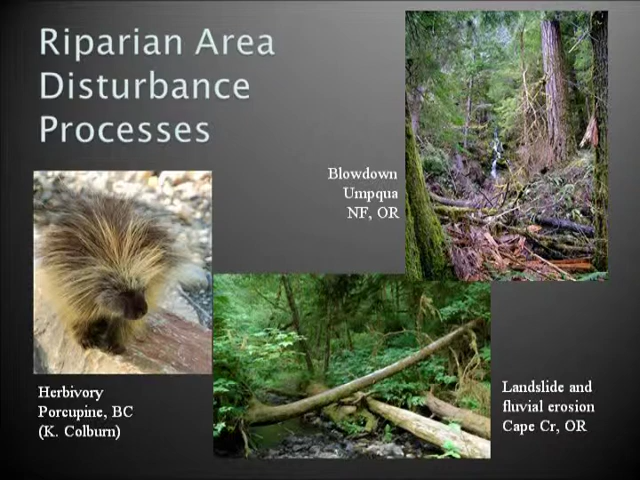 Riparian Area
Disturbance
Processes
Blowdown
Umpqua
NF, OR
Herbivory
Porcupine, BC
(K. Colburn)
Landslide and
fluvial erosion
Cape Cr, OR